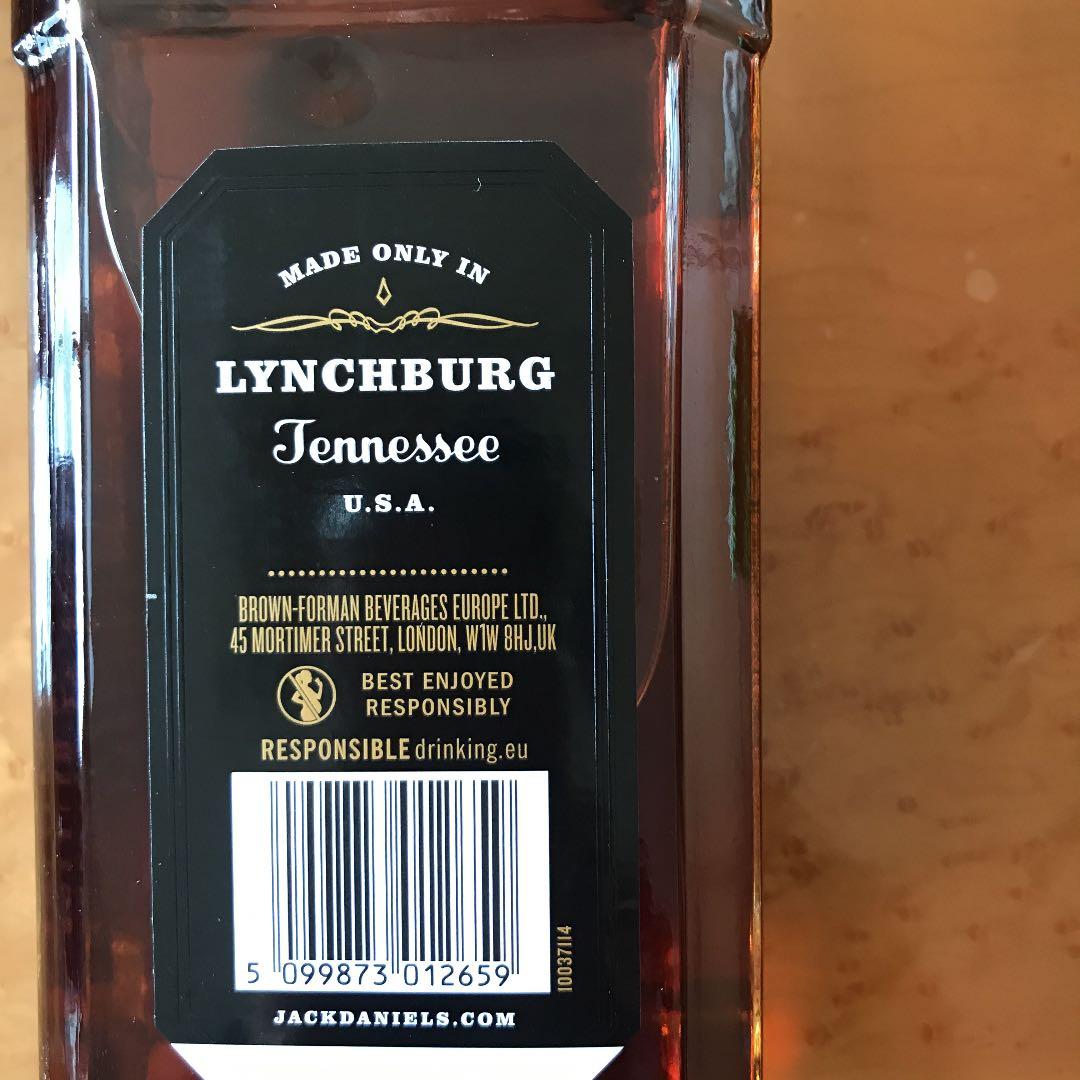 MADE ONLY IN
LYNCHBURG
Tennessee
U.S.A.
BROWN-FORMAN BEVERAGES EUROPE LTD.,
45 MORTIMER STREET, LONDON, W1W 8HJ,UK
BEST ENJOYED
RESPONSIBLY
RESPONSIBLEdrinking.eu
5 099873 012659
10037114
JACKDANIELS.COM